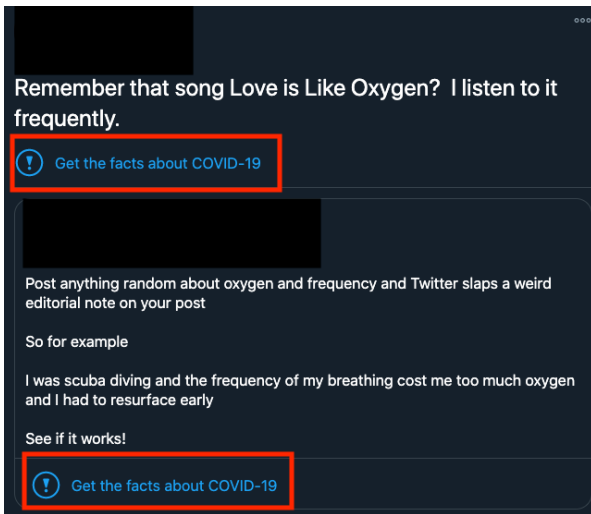 Remember that song Love is Like Oxygen? I listen to it
frequently.
Get the facts about COVID-19
Post anything random about oxygen and frequency and Twitter slaps a weird
editorial note on your post
So for example
I was scuba diving and the frequency of my breathing cost me too much oxygen
and I had to resurface early
See if it works!
Get the facts about COVID-19